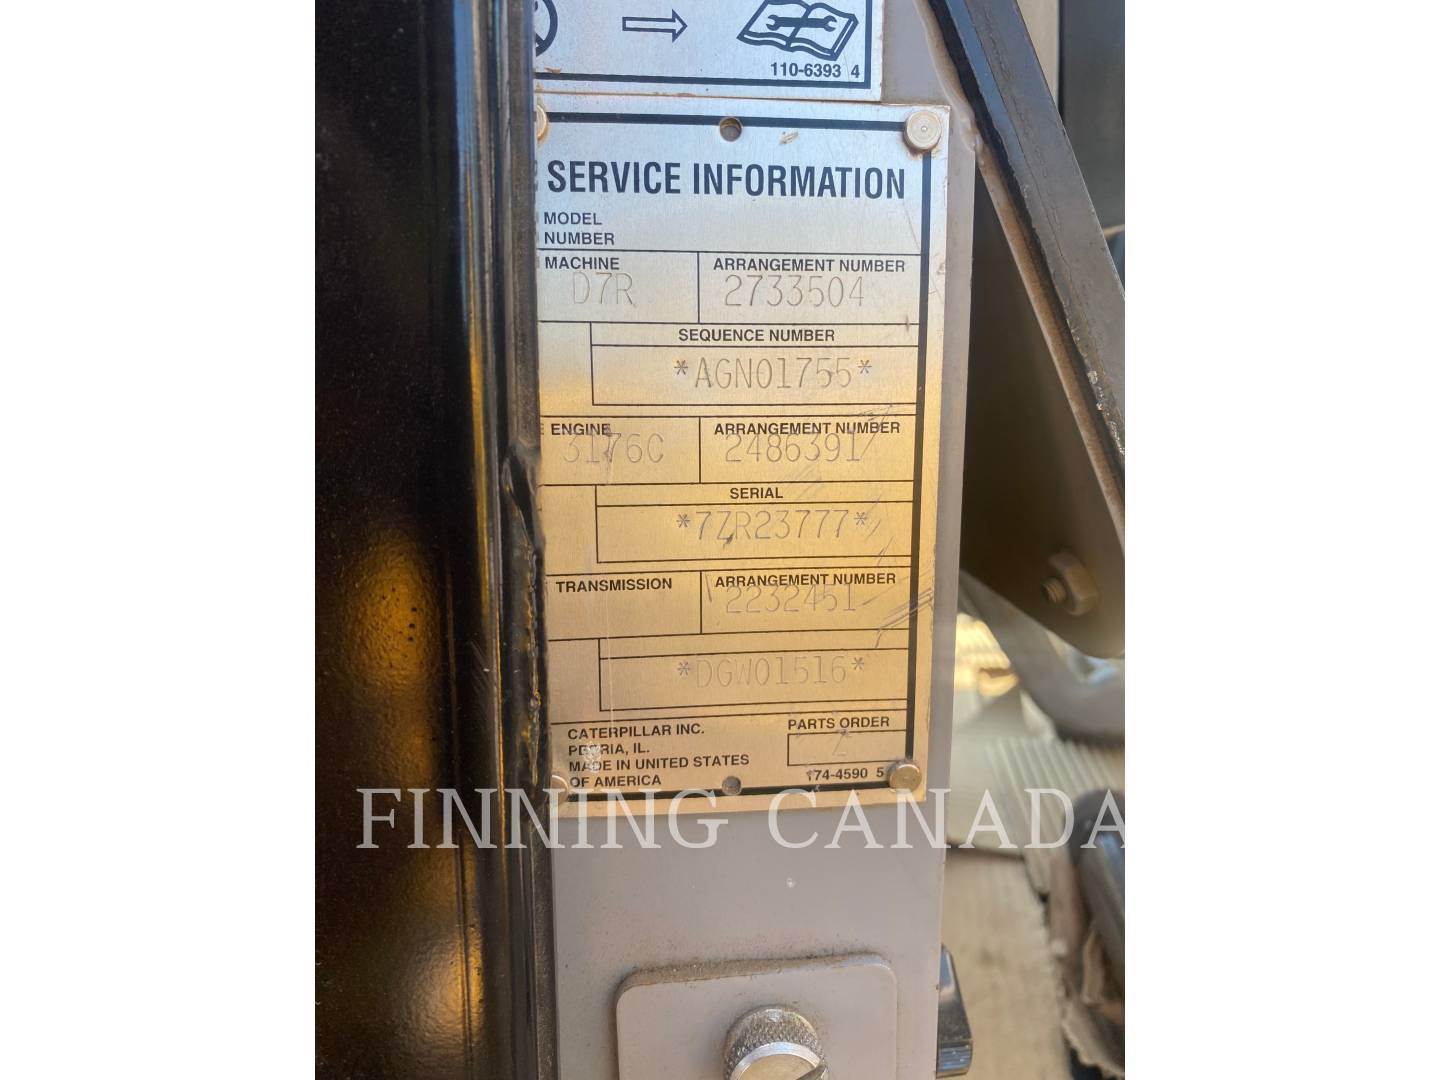 110-6393 4
SERVICE INFORMATION
MODEL
NUMBER
MACHINE
D7R
ARRANGEMENT NUMBER
2733504
SEQUENCE NUMBER
*AGN01755*
ENGINE
3176C
ARRANGEMENT NUMBER
2486391
SERIAL
*7ZR23777*
TRANSMISSION
ARRANGEMENT NUMBER
2232451
*DGW01516*
CATERPILLAR INC.
PEORIA, IL.
MADE IN UNITED STATES
OF AMERICA
PARTS ORDER
Z
174-4590 5
FINNING CANADA